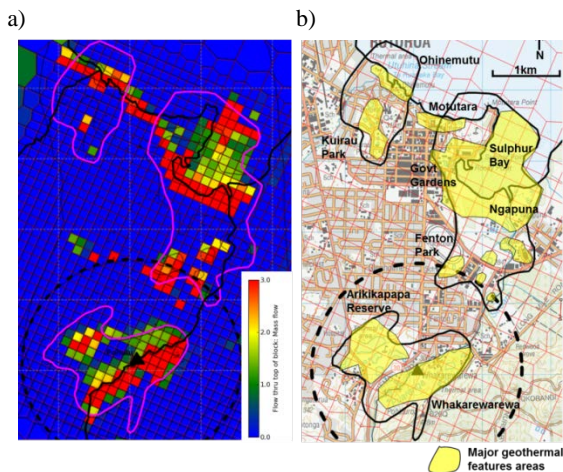 a)
b)
3.0
2.0
1.0
0.0
Flow thru top of block: Mass flow
ROTORUA
Ohinemutu
N
1km
Motutara
Kuirau
Park
Sulphur
Bay
Govt
Gardens
Ngapuna
Fenton
Park
Arikikapapa
Reserve
Whakarewarewa
Major geothermal
features areas